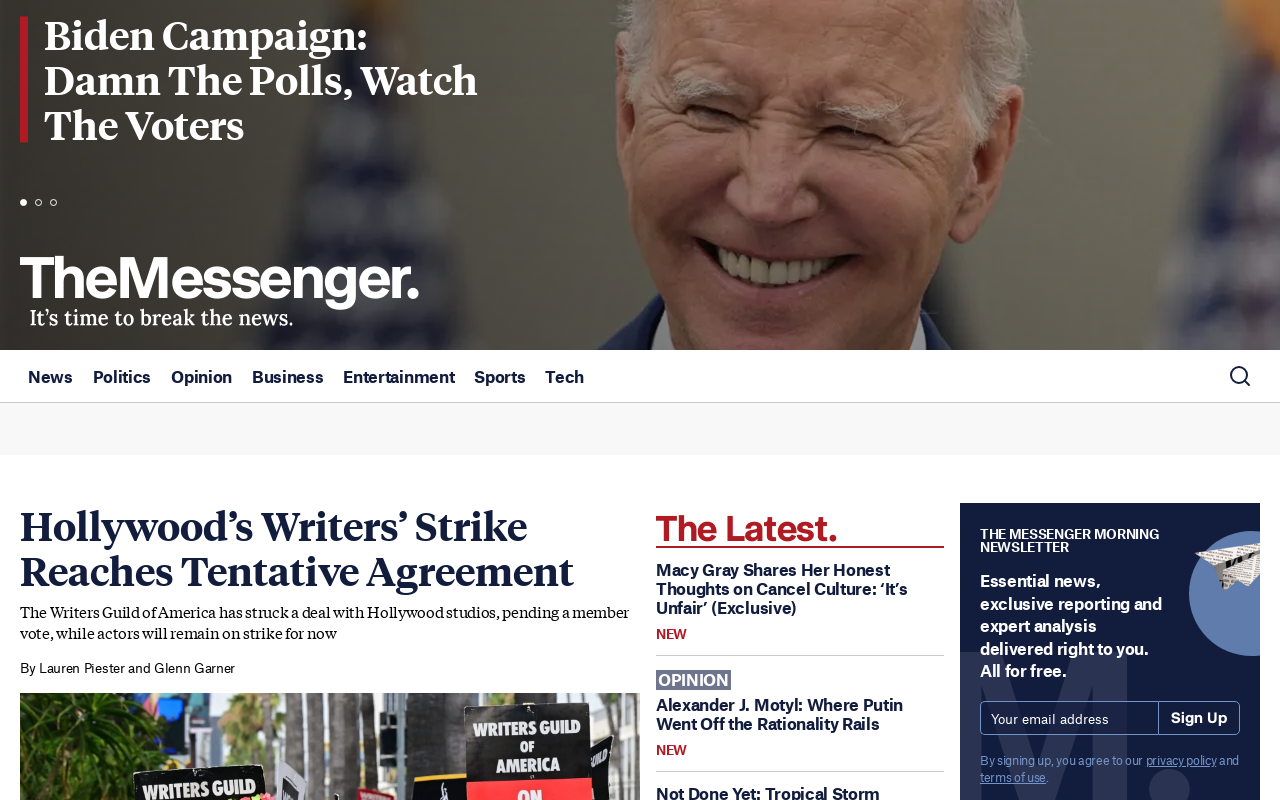 Biden Campaign:
Damn The Polls, Watch
The Voters
TheMessenger.
It's time to break the news.
News Politics Opinion Business Entertainment Sports Tech
Hollywood's Writers' Strike
Reaches Tentative Agreement
The Writers Guild of America has struck a deal with Hollywood studios, pending a member
vote, while actors will remain on strike for now
By Lauren Piester and Glenn Garner
WRITERS GUILD
OF
AMERICA
ON
WRITERS GUILD
The Latest.
Macy Gray Shares Her Honest
Thoughts on Cancel Culture: 'It's
Unfair' (Exclusive)
NEW
OPINION
Alexander J. Motyl: Where Putin
Went Off the Rationality Rails
NEW
Not Done Yet: Tropical Storm
THE MESSENGER MORNING
NEWSLETTER
Essential news,
exclusive reporting and
expert analysis
delivered right to you.
All for free.
Your email address Sign Up
By signing up, you agree to our privacy policy and
terms of use.